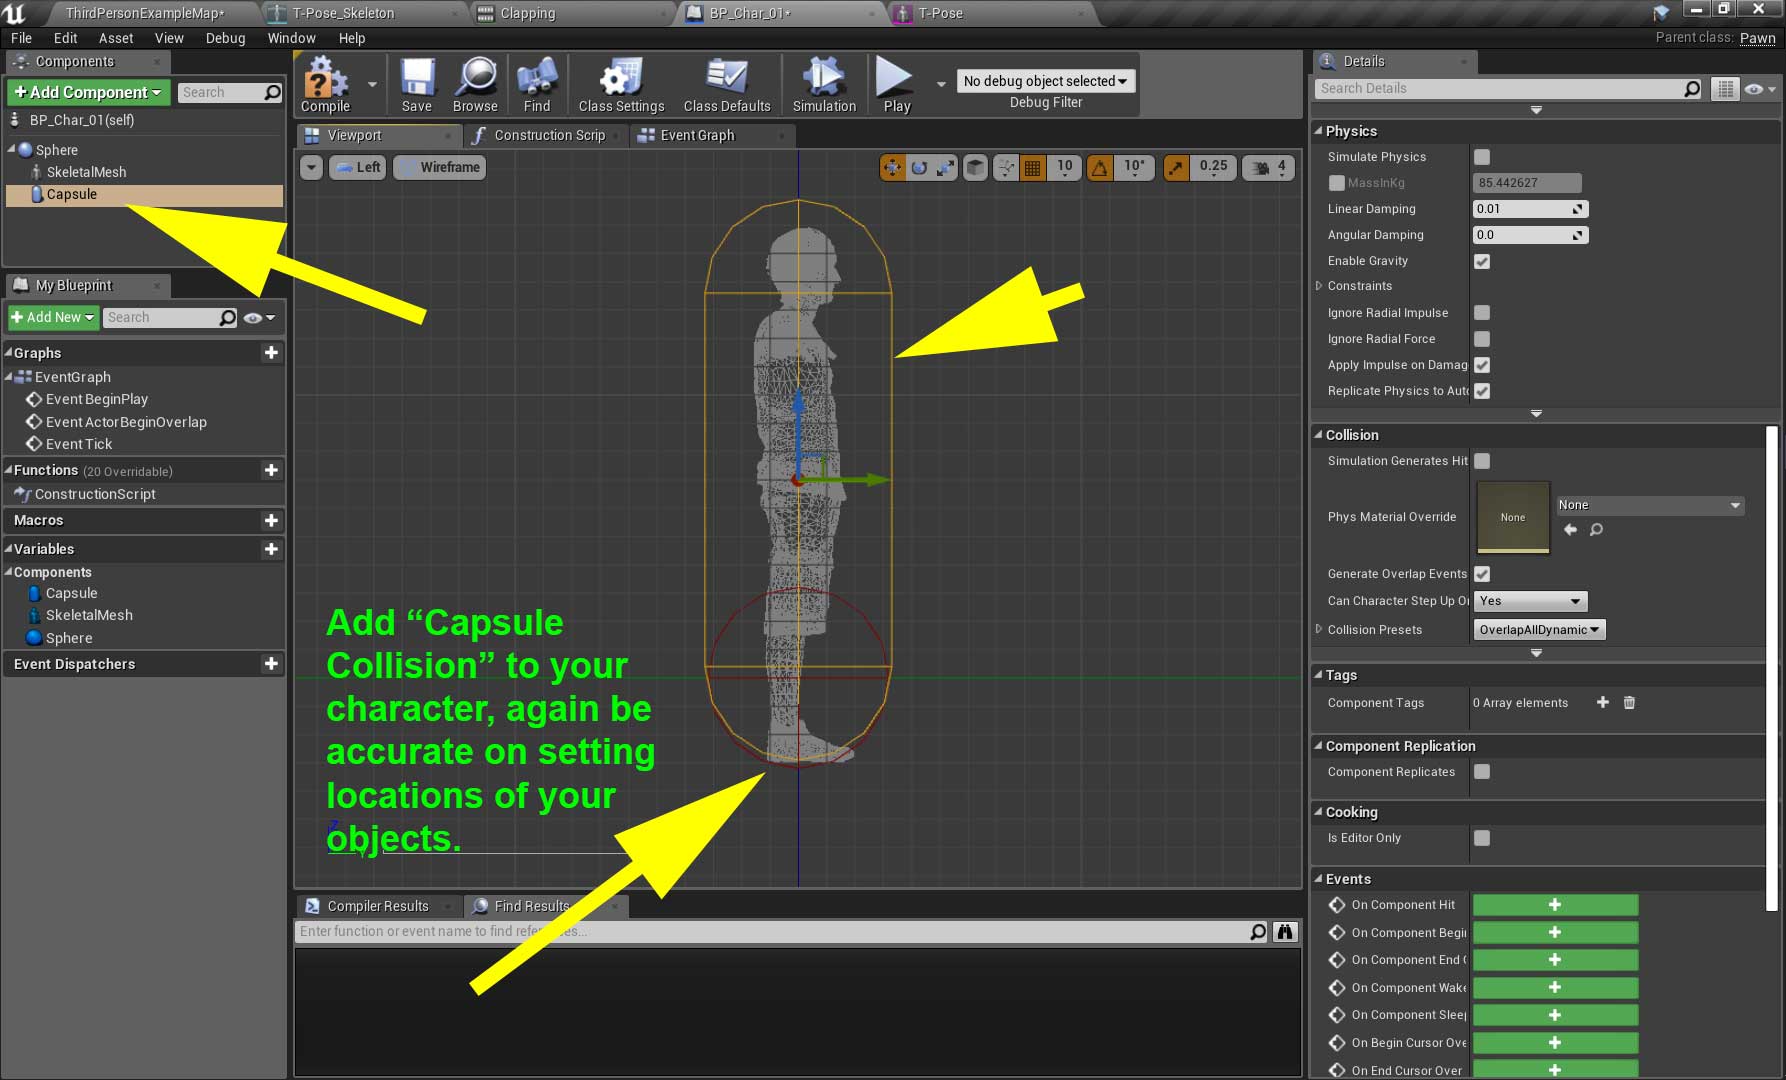 ThirdPersonExampleMap*
T-Pose_Skeleton
Clapping
BP_Char_01*
T-Pose
File Edit Asset View Debug Window Help
Parent class: Pawn
Components
Add Component
Search
BP_Char_01(self)
Sphere
SkeletalMesh
Capsule
My Blueprint
Add New
Search
Graphs
EventGraph
Event BeginPlay
Event ActorBeginOverlap
Event Tick
Functions (20 Overridable)
ConstructionScript
Macros
Variables
Components
Capsule
SkeletalMesh
Sphere
Event Dispatchers
Compile
Save
Browse
Find
Class Settings
Class Defaults
Simulation
Play
No debug object selected
Debug Filter
Viewport
Construction Scrip
Event Graph
Left
Wireframe
10
10°
0.25
4
Add “Capsule
Collision” to your
character, again be
accurate on setting
locations of your
objects.
Z
Y
Compiler Results
Find Results
Enter function or event name to find references...
Details
Search Details
Physics
Simulate Physics
MassInKg 85.442627
Linear Damping 0.01
Angular Damping 0.0
Enable Gravity
Constraints
Ignore Radial Impulse
Ignore Radial Force
Apply Impulse on Damag
Replicate Physics to Auto
Collision
Simulation Generates Hit
Phys Material Override
None
None
Generate Overlap Events
Can Character Step Up On Yes
Collision Presets OverlapAllDynamic
Tags
Component Tags 0 Array elements
Component Replication
Component Replicates
Cooking
Is Editor Only
Events
On Component Hit
On Component Begin
On Component End O
On Component Wake
On Component Sleep
On Begin Cursor Ove
On End Cursor Over